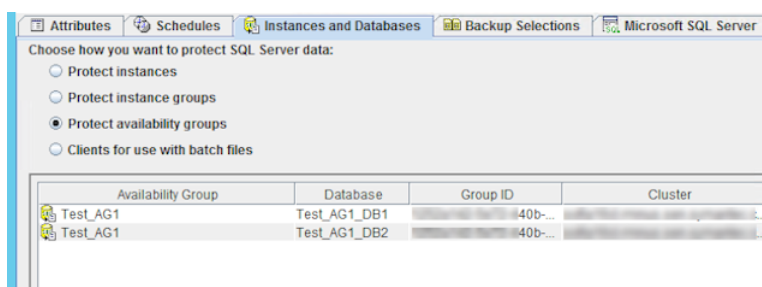 Attributes Schedules Instances and Databases Backup Selections Microsoft SQL Server
Choose how you want to protect SQL Server data:
Protect instances
Protect instance groups
Protect availability groups
Clients for use with batch files
Availability Group Database Group ID Cluster
Test_AG1 Test_AG1_DB1 40b-...
Test_AG1 Test_AG1_DB2 40b-...